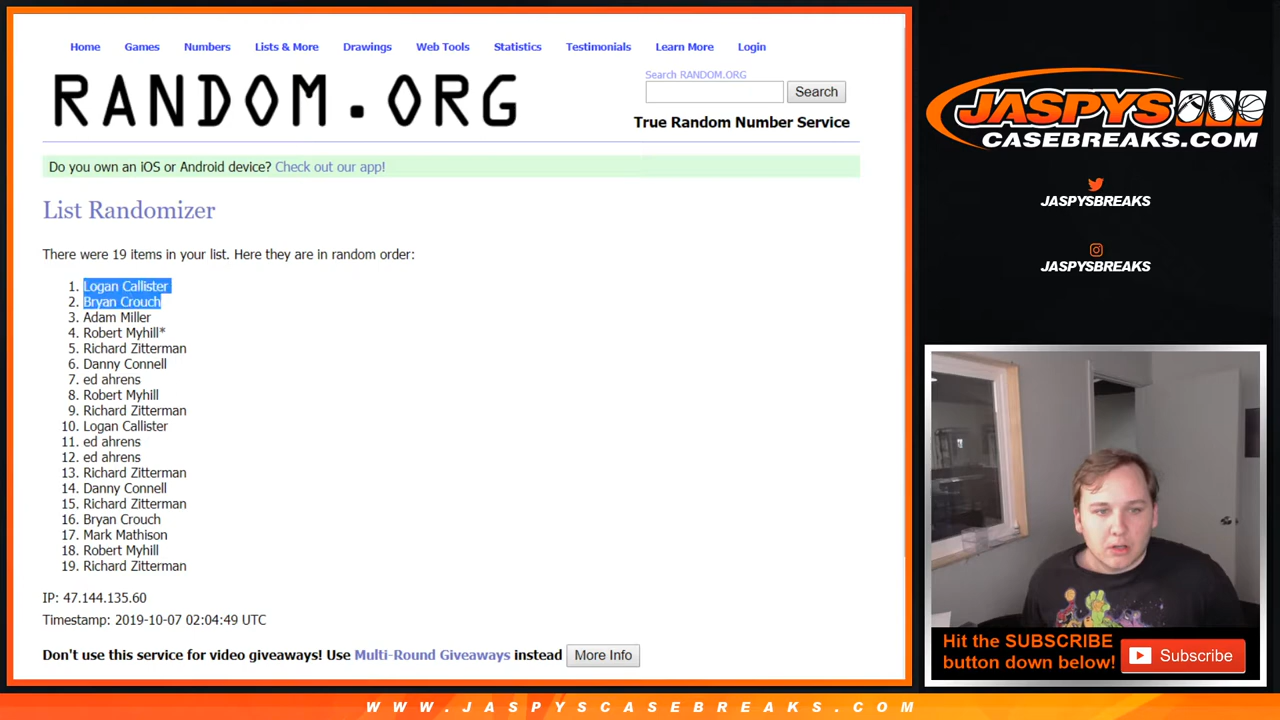 Home Games Numbers Lists & More Drawings Web Tools Statistics Testimonials Learn More Login
RANDOM.ORG
Search RANDOM.ORG
Search
True Random Number Service
Do you own an iOS or Android device? Check out our app!
List Randomizer
There were 19 items in your list. Here they are in random order:
1. Logan Callister
2. Bryan Crouch
3. Adam Miller
4. Robert Myhill*
5. Richard Zitterman
6. Danny Connell
7. ed ahrens
8. Robert Myhill
9. Richard Zitterman
10. Logan Callister
11. ed ahrens
12. ed ahrens
13. Richard Zitterman
14. Danny Connell
15. Richard Zitterman
16. Bryan Crouch
17. Mark Mathison
18. Robert Myhill
19. Richard Zitterman
IP: 47.144.135.60
Timestamp: 2019-10-07 02:04:49 UTC
Don't use this service for video giveaways! Use Multi-Round Giveaways instead More Info
JASPYS
CASEBREAKS.COM
JASPYSBREAKS
JASPYSBREAKS
Hit the SUBSCRIBE
button down below!
Subscribe
WWW.JASPYSCASEBREAKS.COM